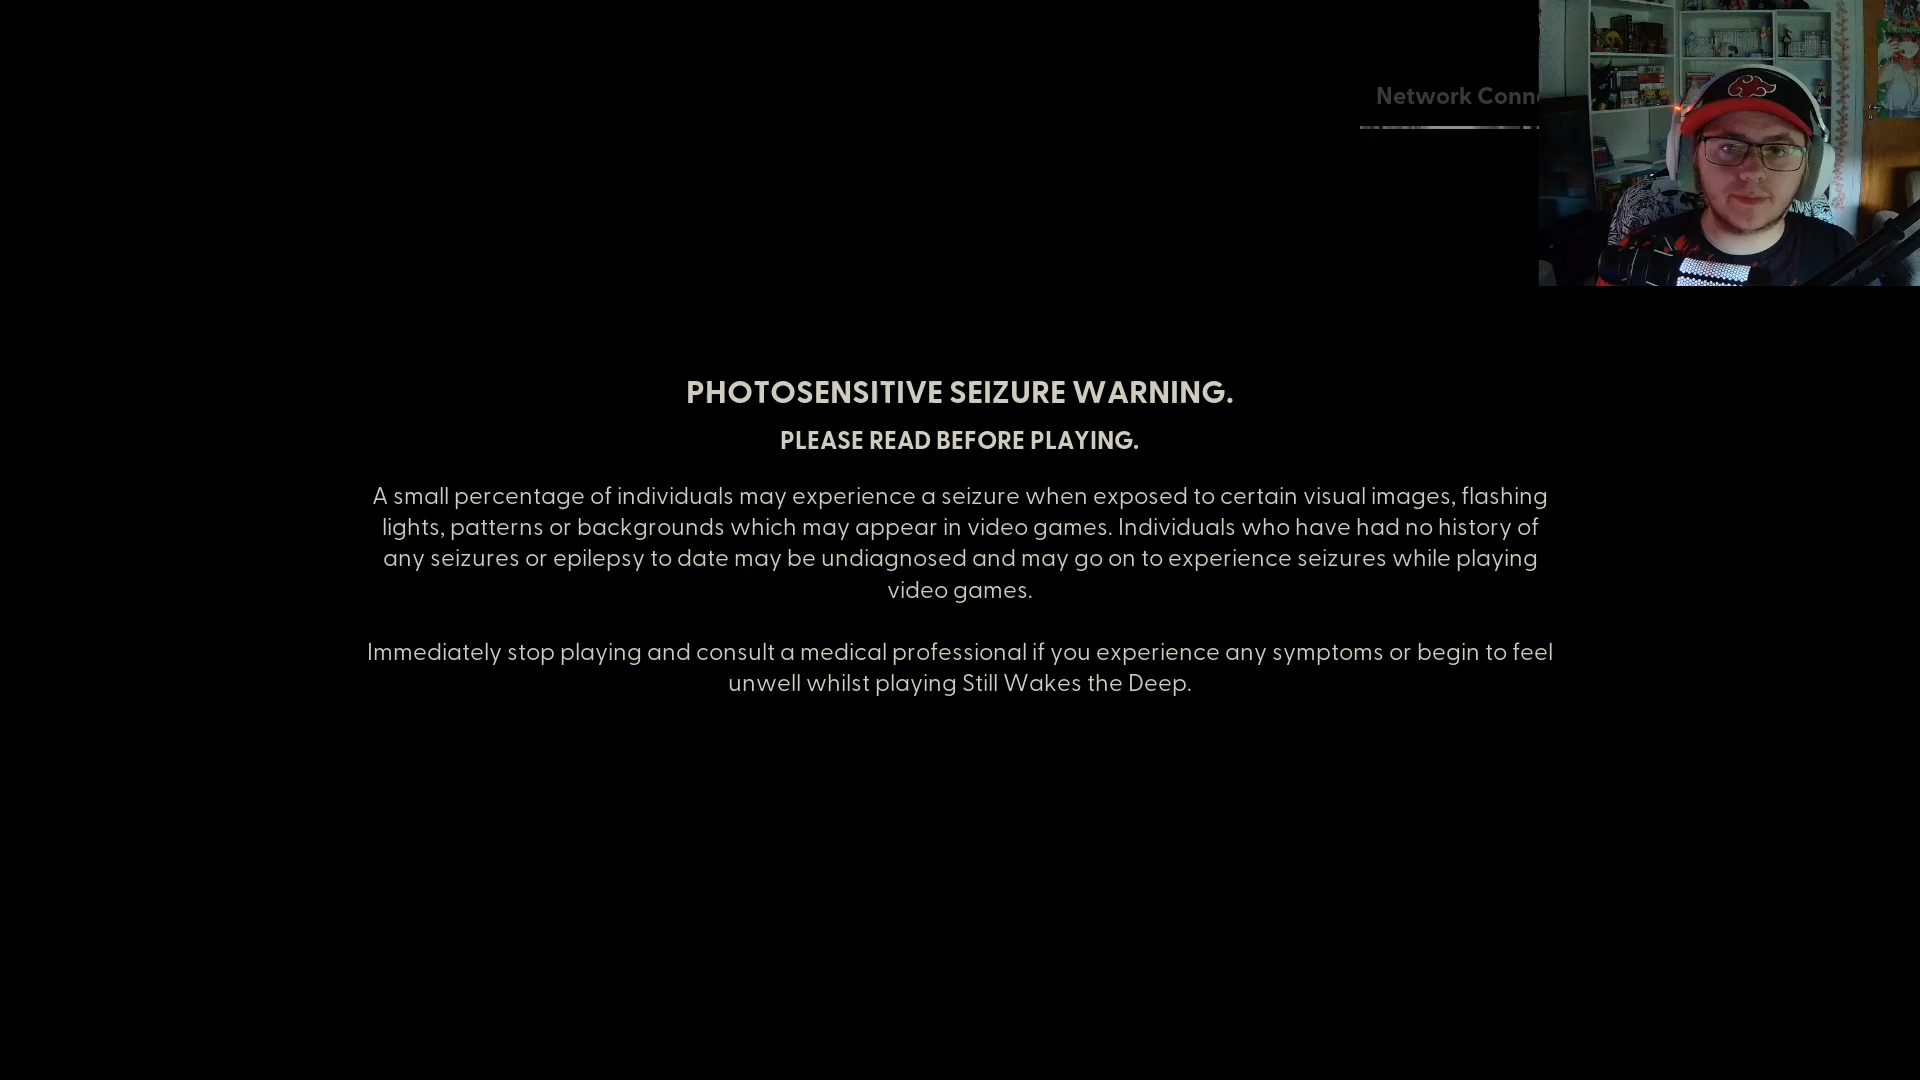 Network Conn
PHOTOSENSITIVE SEIZURE WARNING.
PLEASE READ BEFORE PLAYING.
A small percentage of individuals may experience a seizure when exposed to certain visual images, flashing
lights, patterns or backgrounds which may appear in video games. Individuals who have had no history of
any seizures or epilepsy to date may be undiagnosed and may go on to experience seizures while playing
video games.
Immediately stop playing and consult a medical professional if you experience any symptoms or begin to feel
unwell whilst playing Still Wakes the Deep.